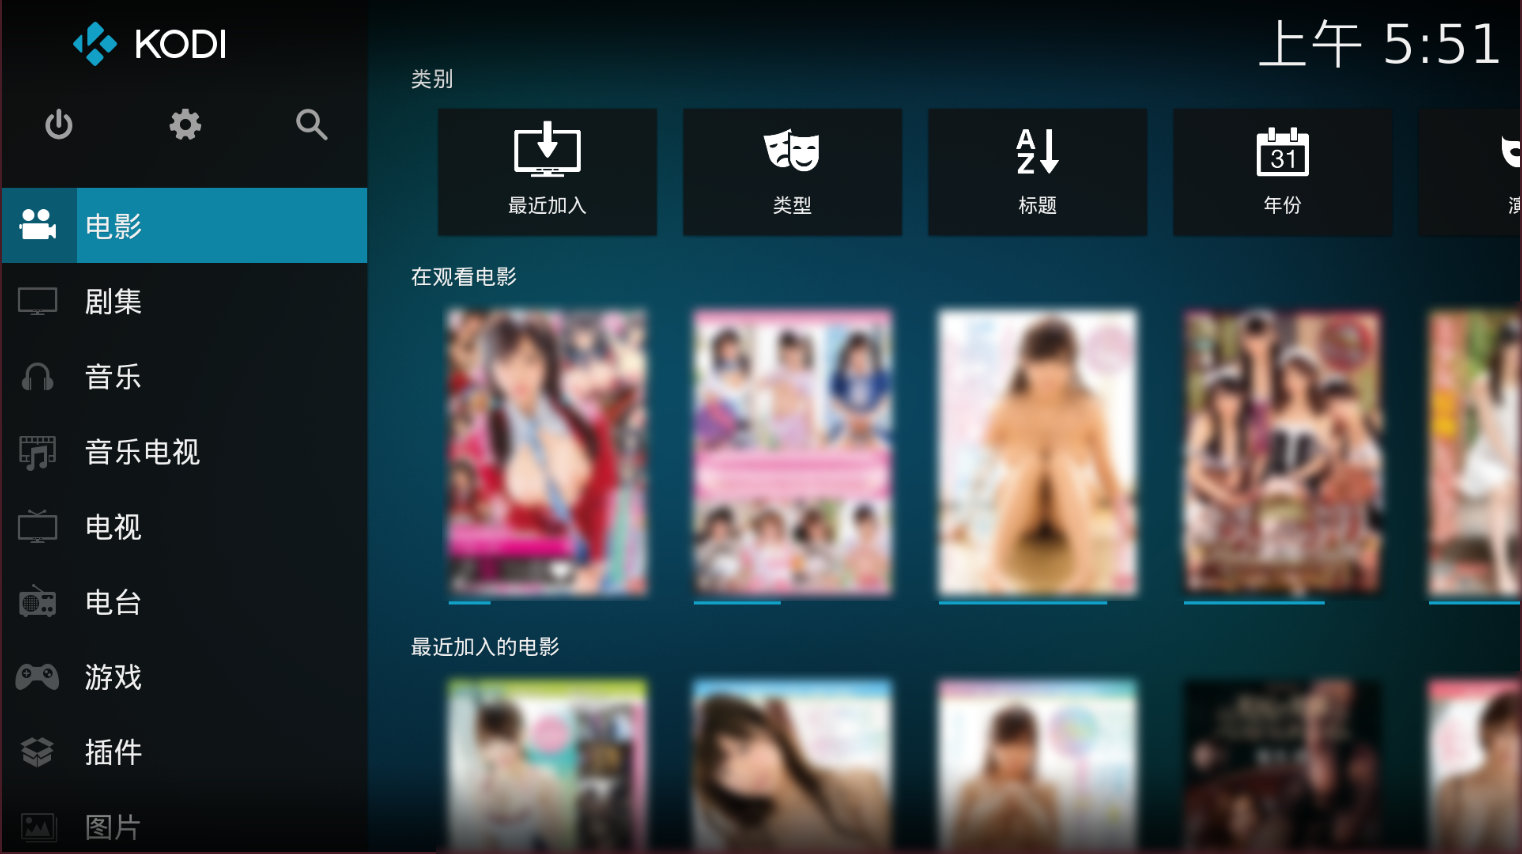 KODI
上午 5:51
类别
最近加入
类型
A
Z
标题
31
年份
演
电影
剧集
音乐
音乐电视
电视
电台
游戏
插件
图片
在观看电影
最近加入的电影